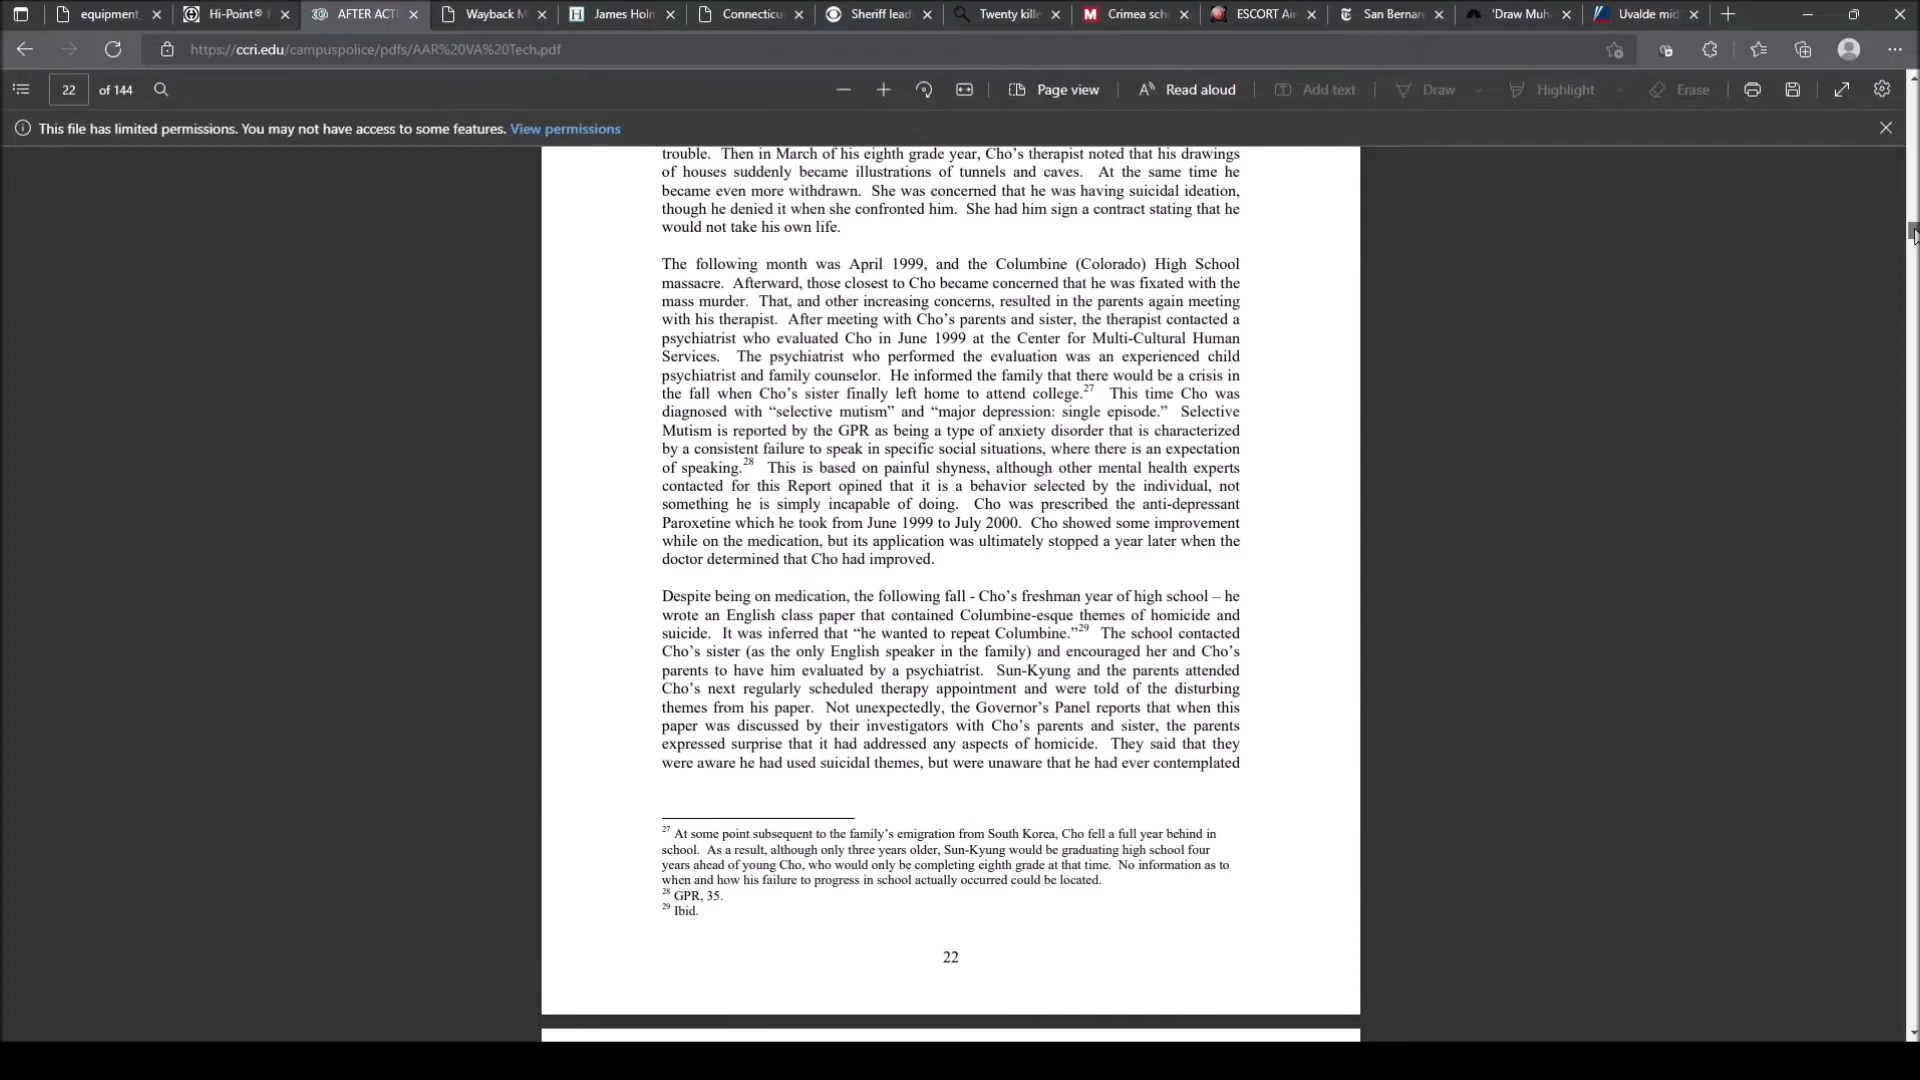 equipment
Hi-Point®
AFTER ACT
Wayback M
James Holm
Connecticu
Sheriff lead
Twenty kille
Crimea sch
ESCORT Air
San Bernar
'Draw Muh
Uvalde mid
https://ccri.edu/campuspolice/pdfs/AAR%20VA%20Tech.pdf
22 of 144
Page view
Read aloud
Add text
Draw
Highlight
Erase
This file has limited permissions. You may not have access to some features. View permissions
trouble. Then in March of his eighth grade year, Cho's therapist noted that his drawings
of houses suddenly became illustrations of tunnels and caves. At the same time he
became even more withdrawn. She was concerned that he was having suicidal ideation,
though he denied it when she confronted him. She had him sign a contract stating that he
would not take his own life.
The following month was April 1999, and the Columbine (Colorado) High School
massacre. Afterward, those closest to Cho became concerned that he was fixated with the
mass murder. That, and other increasing concerns, resulted in the parents again meeting
with his therapist. After meeting with Cho's parents and sister, the therapist contacted a
psychiatrist who evaluated Cho in June 1999 at the Center for Multi-Cultural Human
Services. The psychiatrist who performed the evaluation was an experienced child
psychiatrist and family counselor. He informed the family that there would be a crisis in
the fall when Cho's sister finally left home to attend college.27 This time Cho was
diagnosed with “selective mutism” and “major depression: single episode.” Selective
Mutism is reported by the GPR as being a type of anxiety disorder that is characterized
by a consistent failure to speak in specific social situations, where there is an expectation
of speaking.28 This is based on painful shyness, although other mental health experts
contacted for this Report opined that it is a behavior selected by the individual, not
something he is simply incapable of doing. Cho was prescribed the anti-depressant
Paroxetine which he took from June 1999 to July 2000. Cho showed some improvement
while on the medication, but its application was ultimately stopped a year later when the
doctor determined that Cho had improved.
Despite being on medication, the following fall - Cho's freshman year of high school – he
wrote an English class paper that contained Columbine-esque themes of homicide and
suicide. It was inferred that “he wanted to repeat Columbine.”29 The school contacted
Cho's sister (as the only English speaker in the family) and encouraged her and Cho's
parents to have him evaluated by a psychiatrist. Sun-Kyung and the parents attended
Cho's next regularly scheduled therapy appointment and were told of the disturbing
themes from his paper. Not unexpectedly, the Governor's Panel reports that when this
paper was discussed by their investigators with Cho's parents and sister, the parents
expressed surprise that it had addressed any aspects of homicide. They said that they
were aware he had used suicidal themes, but were unaware that he had ever contemplated
27 At some point subsequent to the family's emigration from South Korea, Cho fell a full year behind in
school. As a result, although only three years older, Sun-Kyung would be graduating high school four
years ahead of young Cho, who would only be completing eighth grade at that time. No information as to
when and how his failure to progress in school actually occurred could be located.
28 GPR, 35.
29 Ibid.
22